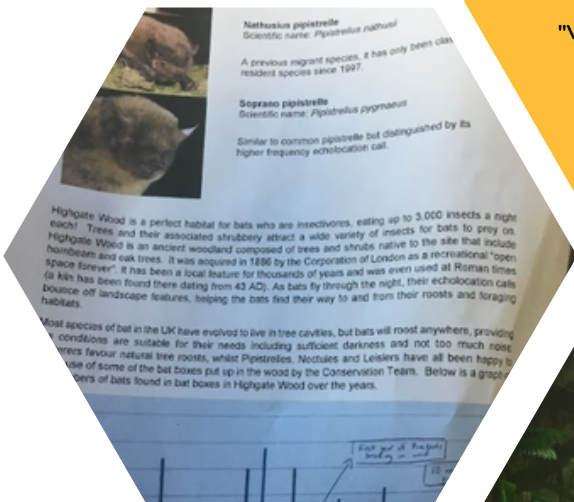 "V
Nathusius pipistrelle
Scientific name: Pipistrellus nathusii
A previous migrant species, it has only been clas
resident species since 1997.
Soprano pipistrelle
Scientific name: Pipistrellus pygmaeus
Similar to common pipistrelle but distinguished by its
higher frequency echolocation call.
Highgate Wood is a perfect habitat for bats who are insectivores, eating up to 3,000 insects a night
each! Trees and their associated shrubbery attract a wide variety of insects for bats to prey on.
Highgate Wood is an ancient woodland composed of trees and shrubs native to the site that include
hornbeam and oak trees. It was acquired in 1886 by the Corporation of London as a recreational "open
space forever". It has been a local feature for thousands of years and was even used at Roman times
(a kiln has been found there dating from 43 AD). As bats fly through the night, their echolocation calls
bounce off landscape features, helping the bats find their way to and from their roosts and foraging
habitats.
Most species of bat in the UK have evolved to live in tree cavities, but bats will roost anywhere, providing
conditions are suitable for their needs including sufficient darkness and not too much noise
favour natural tree roosts, whilst Pipistrelles, Noctules and Leislers have all been happy
use of some of the bat boxes put up in the wood by the Conservation Team. Below is a graph
bers of bats found in bat boxes in Highgate Wood over the years.
First year of
in wood
10